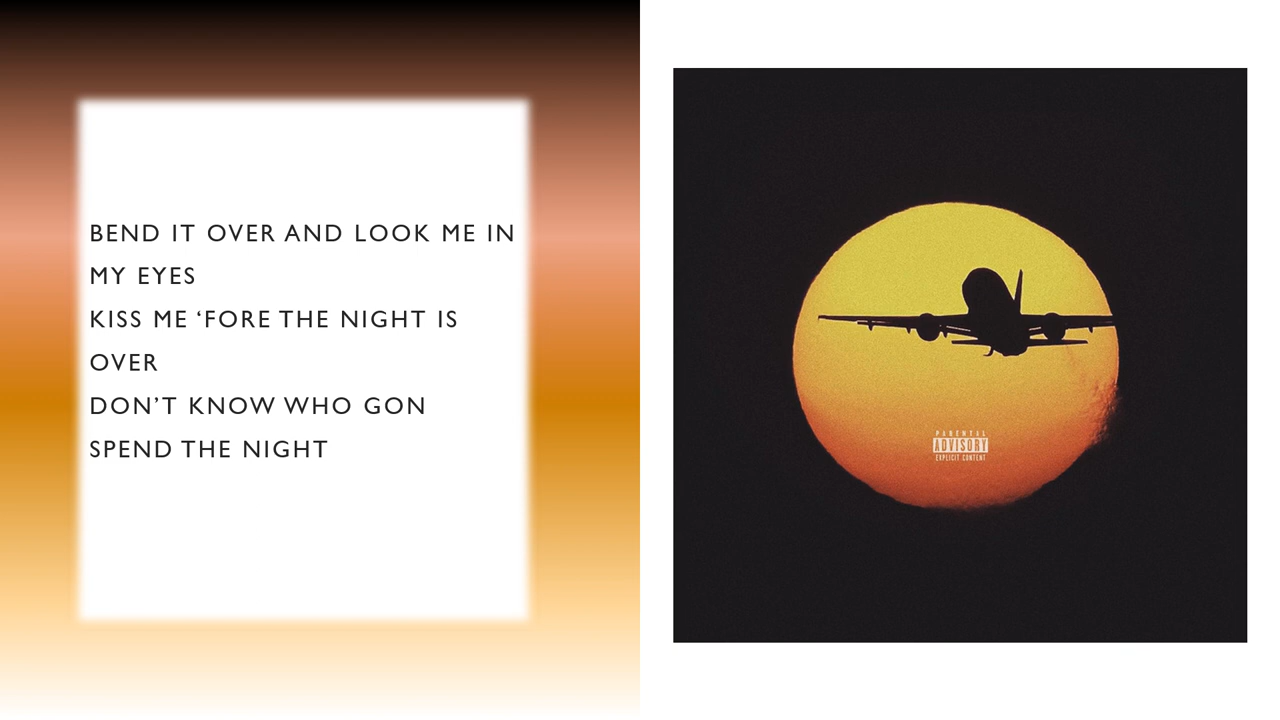 BEND IT OVER AND LOOK ME IN
MY EYES
KISS ME ‘FORE THE NIGHT IS
OVER
DON’T KNOW WHO GON
SPEND THE NIGHT
PARENTAL
ADVISORY
EXPLICIT CONTENT